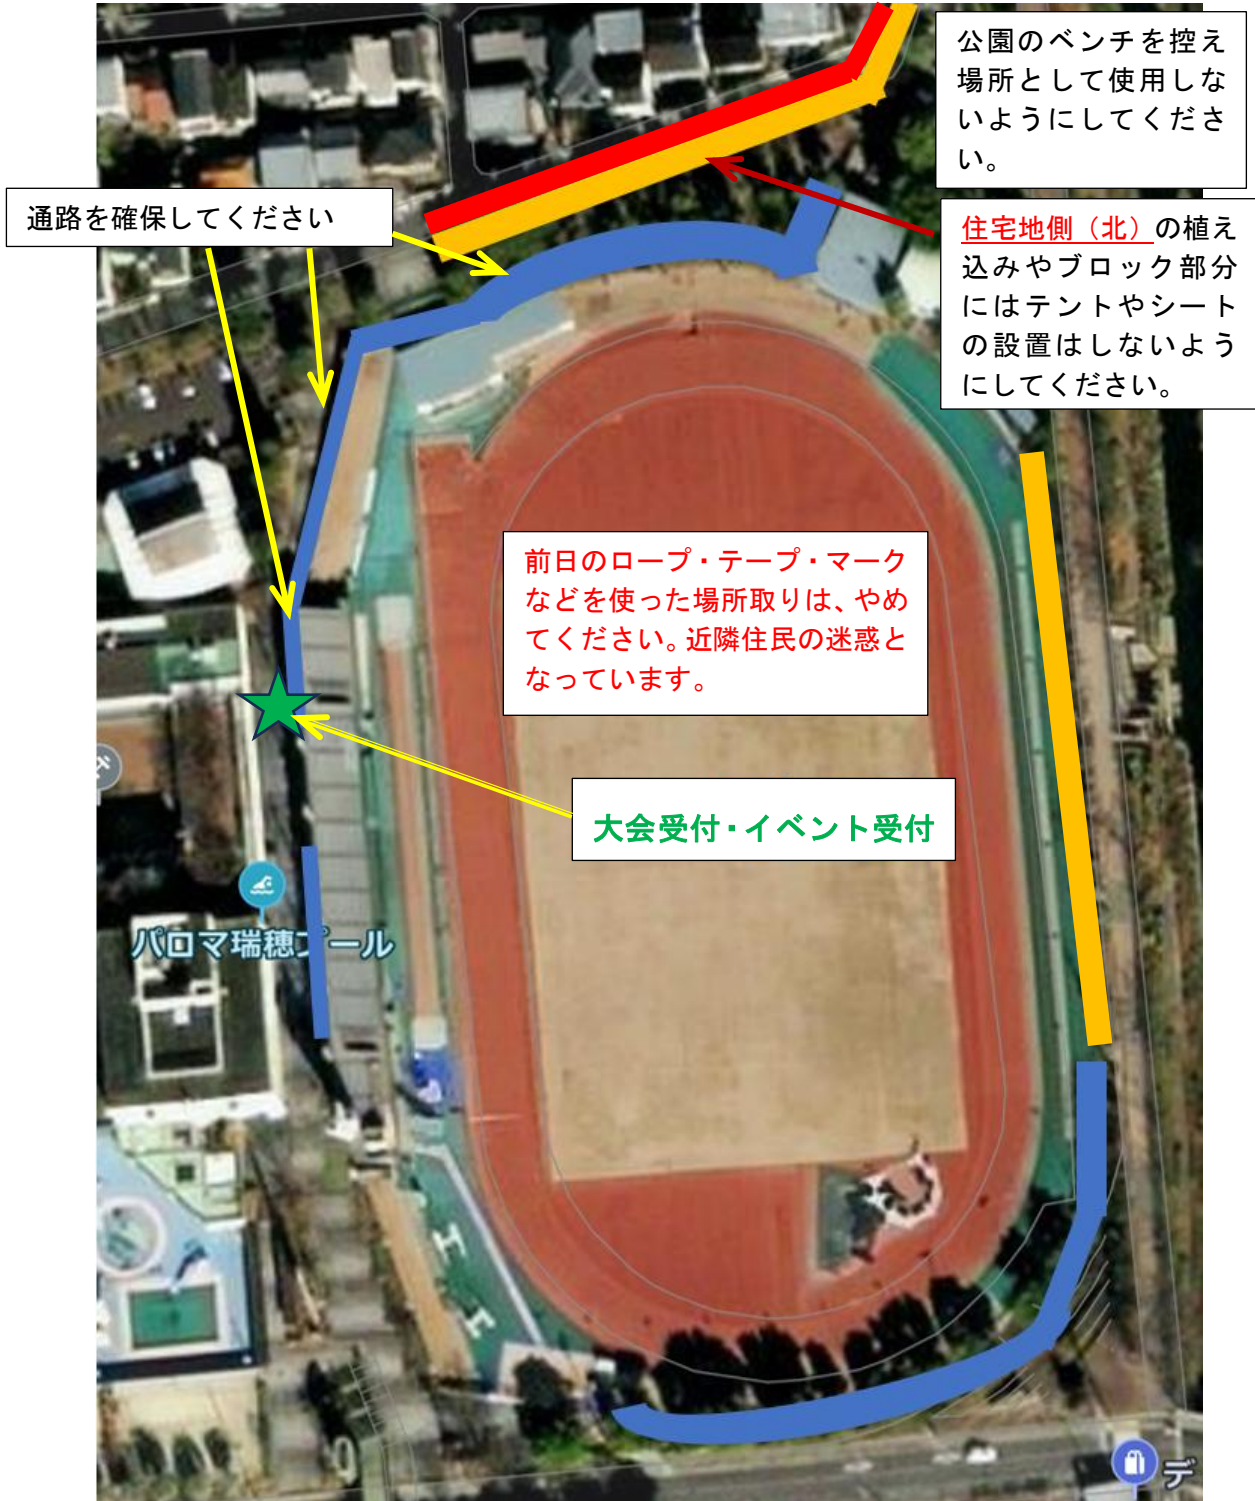 公園のベンチを控え
場所として使用しな
いようにしてくださ
い。
通路を確保してください
住宅地側（北）の植え
込みやブロック部分
にはテントやシート
の設置はしないよう
にしてください。
前日のロープ・テープ・マーク
などを使った場所取りは、やめ
てください。近隣住民の迷惑と
なっています。
大会受付・イベント受付
パロマ瑞穂プール
デ